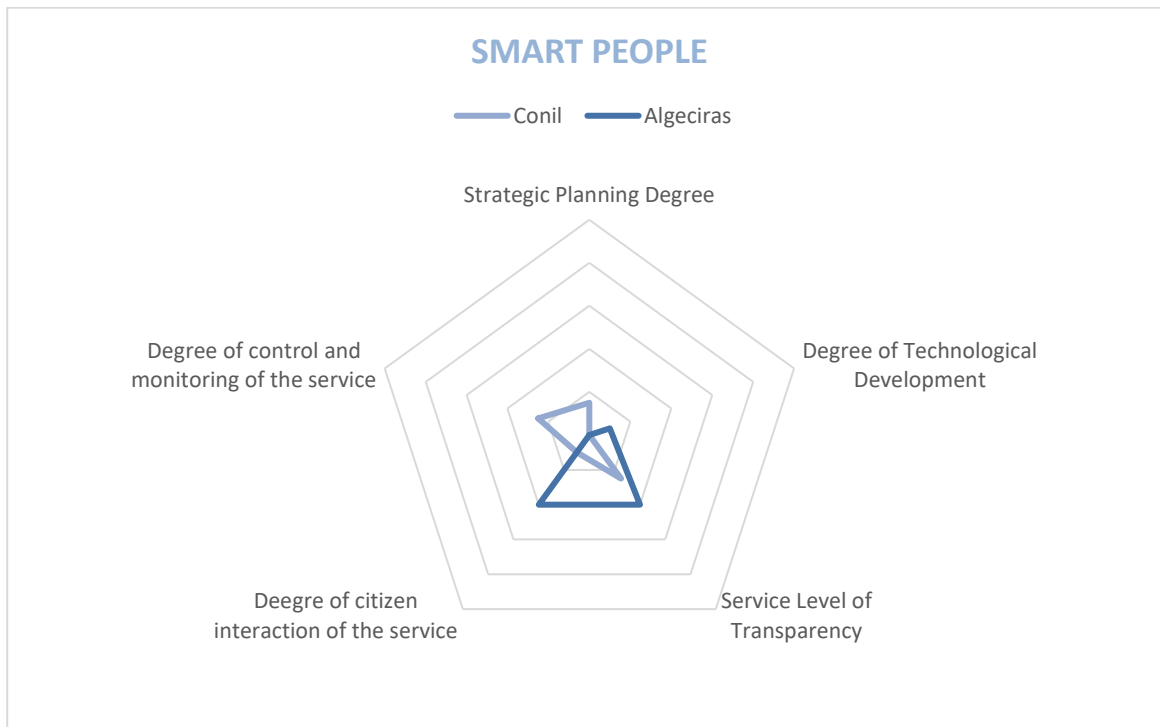 SMART PEOPLE
Conil
Algeciras
Strategic Planning Degree
Degree of Technological
Development
Service Level of
Transparency
Deegre of citizen
interaction of the service
Degree of control and
monitoring of the service